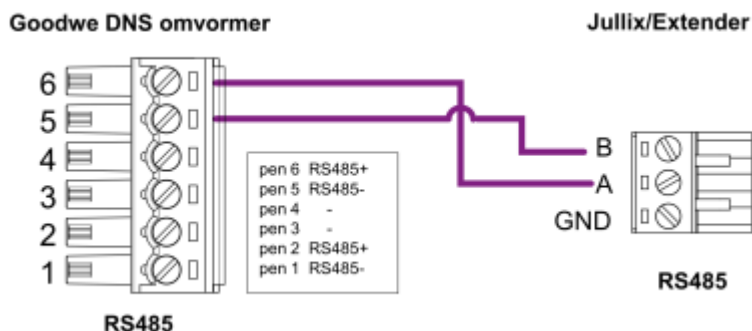 Goodwe DNS omvormer
Jullix/Extender
6
5
4
3
2
1
pen 6 RS485+
pen 5 RS485-
pen 4 -
pen 3 -
pen 2 RS485+
pen 1 RS485-
RS485
B
A
GND
RS485